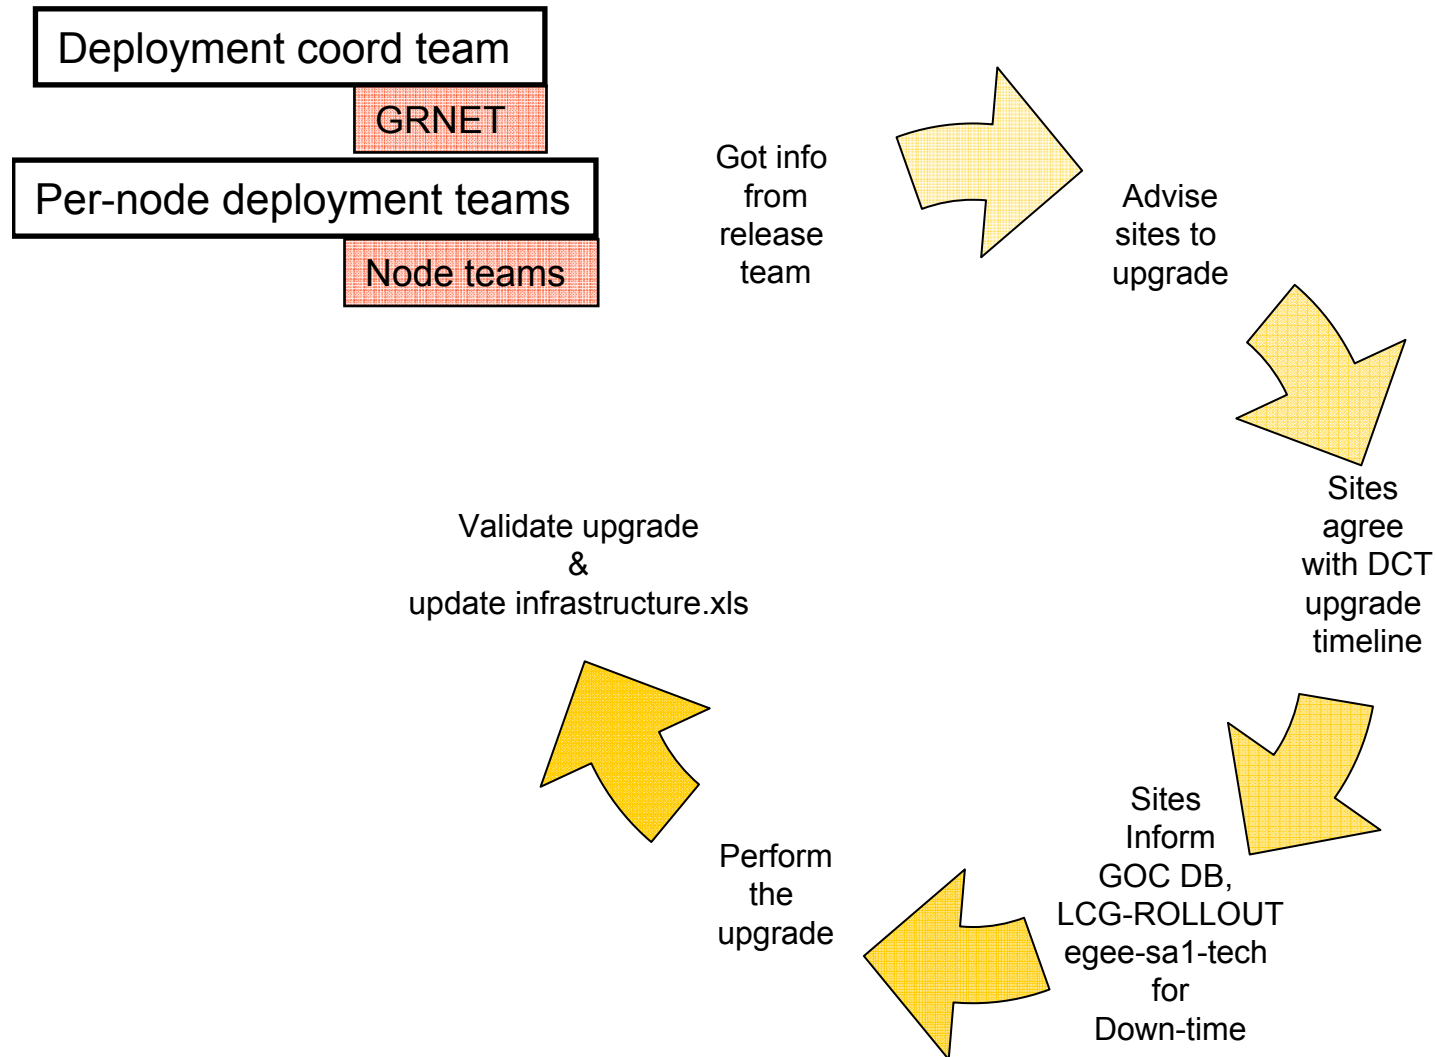 Deployment coord team
GRNET
Per-node deployment teams
Node teams
Got info
from
release
team
Advise
sites to
upgrade
Sites
agree
with DCT
upgrade
timeline
Sites
Inform
GOC DB,
LCG-ROLLOUT
egee-sa1-tech
for
Down-time
Perform
the
upgrade
Validate upgrade
&
update infrastructure.xls